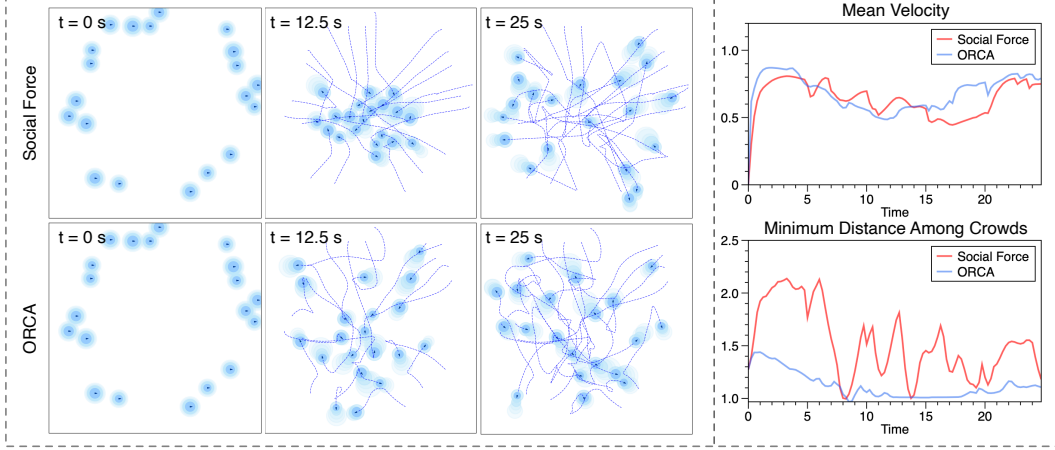 Social Force
t = 0 s
t = 12.5 s
t = 25 s
ORCA
t = 0 s
t = 12.5 s
t = 25 s
Mean Velocity
Social Force
ORCA
1.0
0.5
0
0 5 10 15 20
Time
Minimum Distance Among Crowds
Social Force
ORCA
2.5
2.0
1.5
1.0
0 5 10 15 20
Time